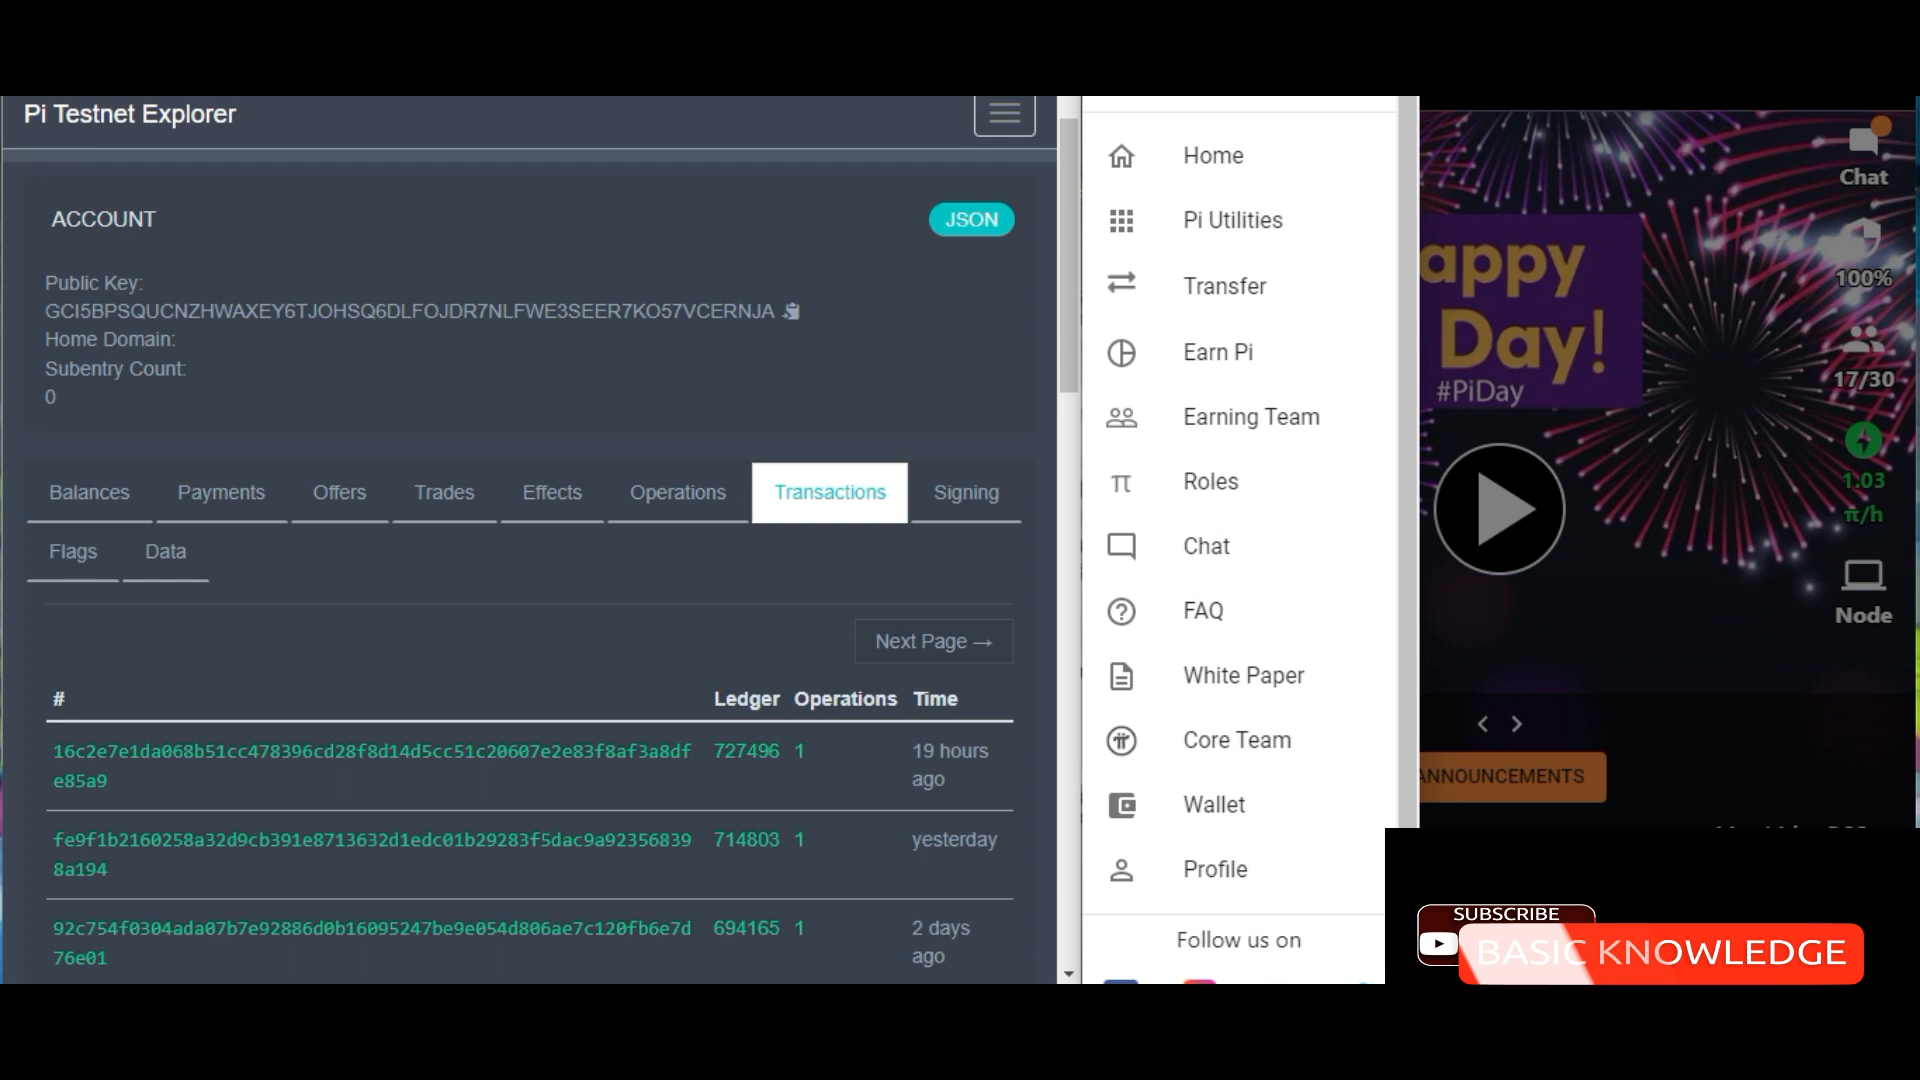 Pi Testnet Explorer
ACCOUNT
JSON
Public Key:
GCI5BPSQUCNZHWAXEY6TJOHSQ6DLFOJDR7NLFWE3SEER7KO57VCERNJA
Home Domain:
Subentry Count:
0
Balances Payments Offers Trades Effects Operations Transactions Signing
Flags Data
Next Page →
# Ledger Operations Time
16c2e7e1da068b51cc478396cd28f8d14d5cc51c20607e2e83f8af3a8df 727496 1 19 hours
e85a9 ago
fe9f1b2160258a32d9cb391e8713632d1edc01b29283f5dac9a92356839 714803 1 yesterday
8a194
92c754f0304ada07b7e92886d0b16095247be9e054d806ae7c120fb6e7d 694165 1 2 days
76e01 ago
Home
Pi Utilities
Transfer
Earn Pi
Earning Team
π Roles
Chat
FAQ
White Paper
Core Team
Wallet
Profile
Follow us on
appy
Day!
#PiDay
Chat
100%
17/30
1.03
π/h
Node
ANNOUNCEMENTS
SUBSCRIBE
BASIC KNOWLEDGE